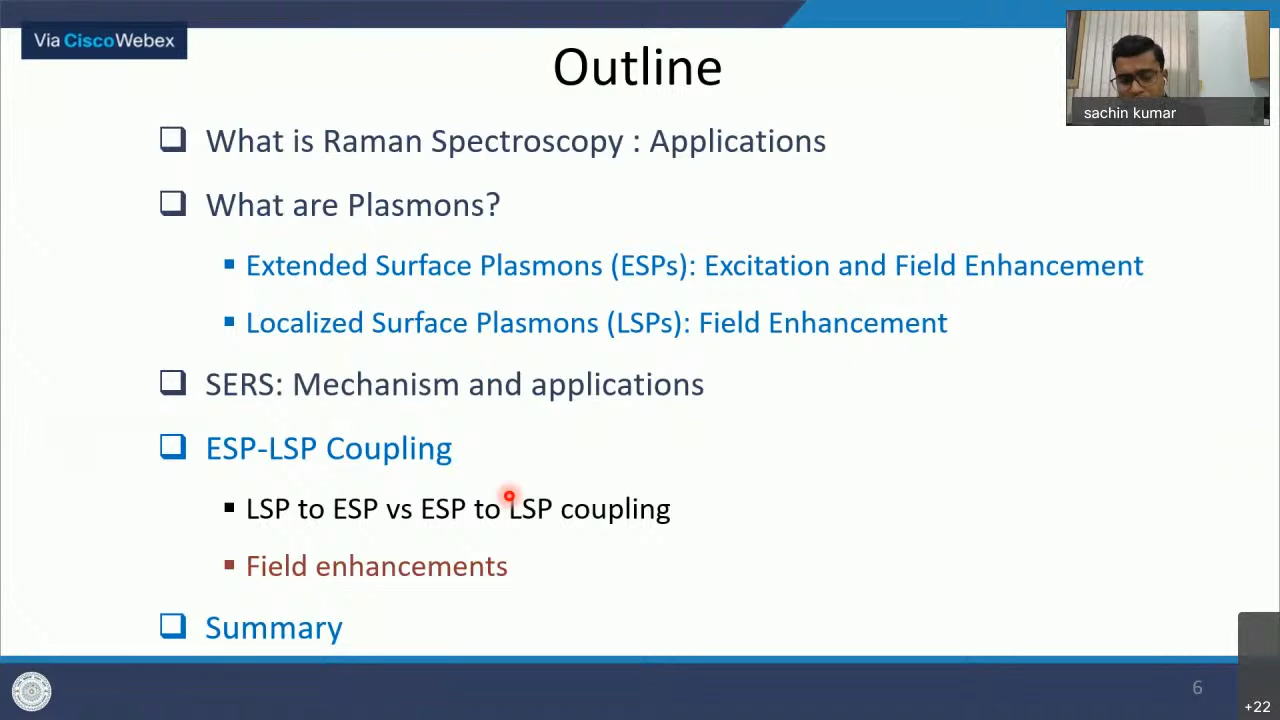 Via CiscoWebex
Outline
sachin kumar
What is Raman Spectroscopy : Applications
What are Plasmons?
Extended Surface Plasmons (ESPs): Excitation and Field Enhancement
Localized Surface Plasmons (LSPs): Field Enhancement
SERS: Mechanism and applications
ESP-LSP Coupling
LSP to ESP vs ESP to LSP coupling
Field enhancements
Summary
6
+22